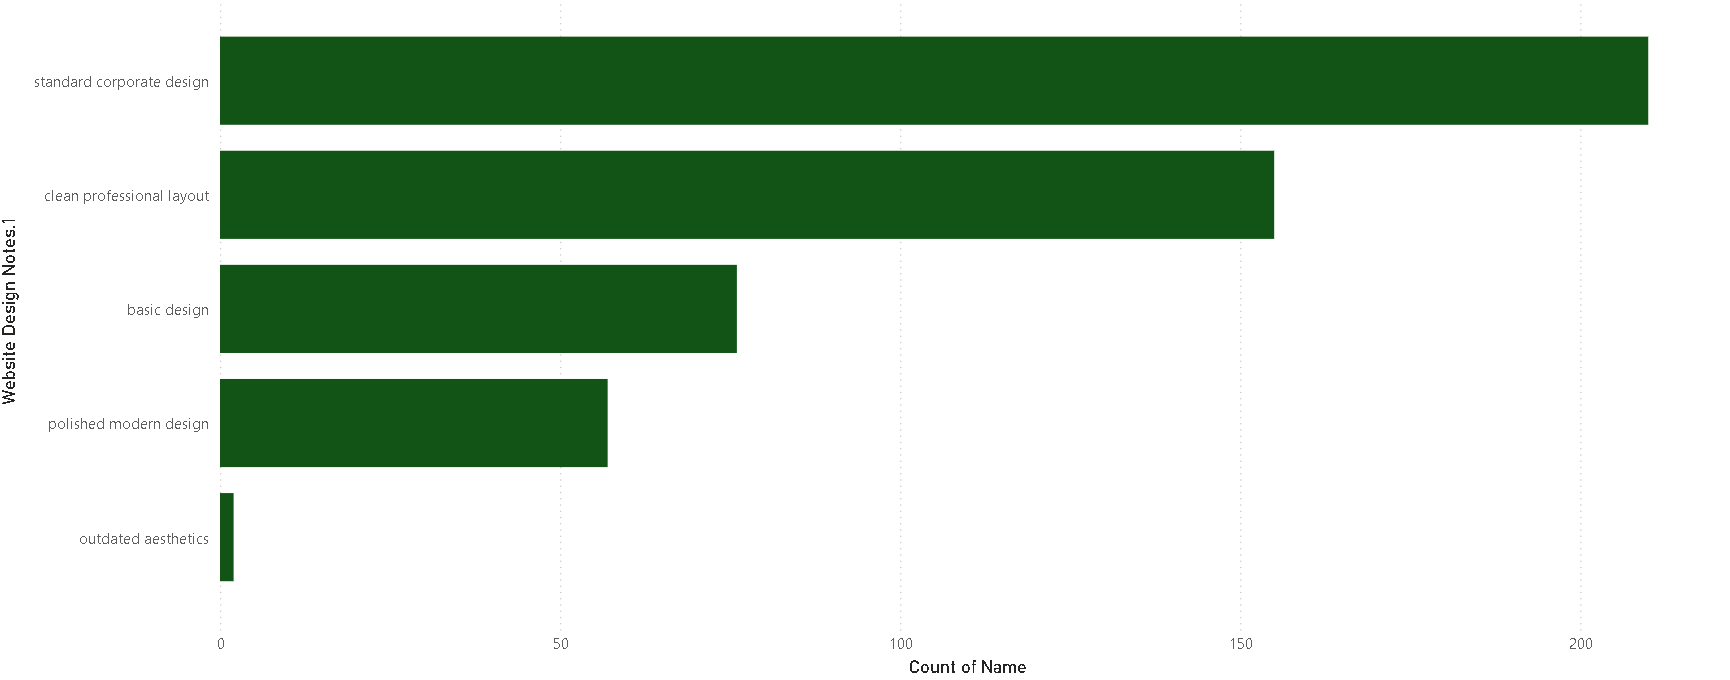 standard corporate design
clean professional layout
basic design
polished modern design
outdated aesthetics
Website Design Notes.1
0 50 100 150 200
Count of Name